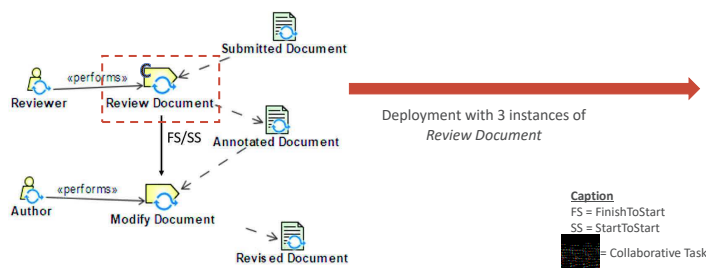 Submitted Document
C
«performs»
Reviewer
Review Document
Deployment with 3 instances of
Review Document
FS/SS
Annotated Document
«performs»
Author
Modify Document
Revised Document
Caption
FS = FinishToStart
SS = StartToStart
= Collaborative Task